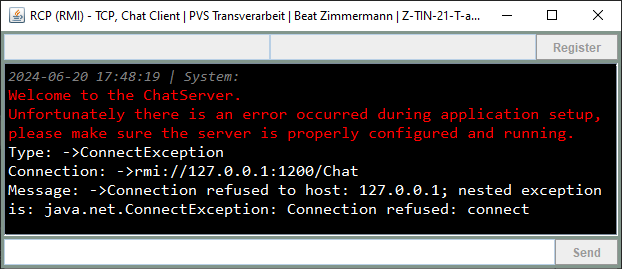 RCP (RMI) - TCP, Chat Client | PVS Transverarbeit | Beat Zimmermann | Z-TIN-21-T-a...
Register
2024-06-20 17:48:19 | System:
Welcome to the ChatServer.
Unfortunately there is an error occurred during application setup,
please make sure the server is properly configured and running.
Type: ->ConnectException
Connection: ->rmi://127.0.0.1:1200/Chat
Message: ->Connection refused to host: 127.0.0.1; nested exception
is: java.net.ConnectException: Connection refused: connect
Send